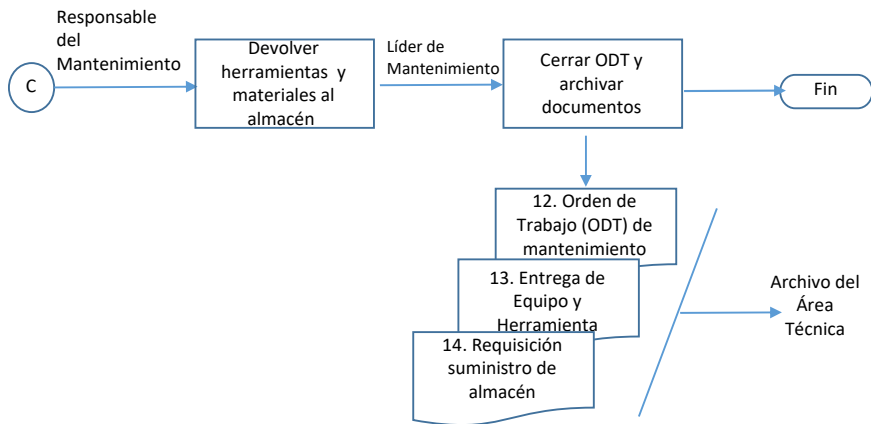 Responsable
del
Mantenimiento
C
Devolver
herramientas y
materiales al
almacén
Líder de
Mantenimiento
Cerrar ODT y
archivar
documentos
Fin
12. Orden de
Trabajo (ODT) de
mantenimiento
13. Entrega de
Equipo y
Herramienta
14. Requisición
suministro de
almacén
Archivo del
Área
Técnica